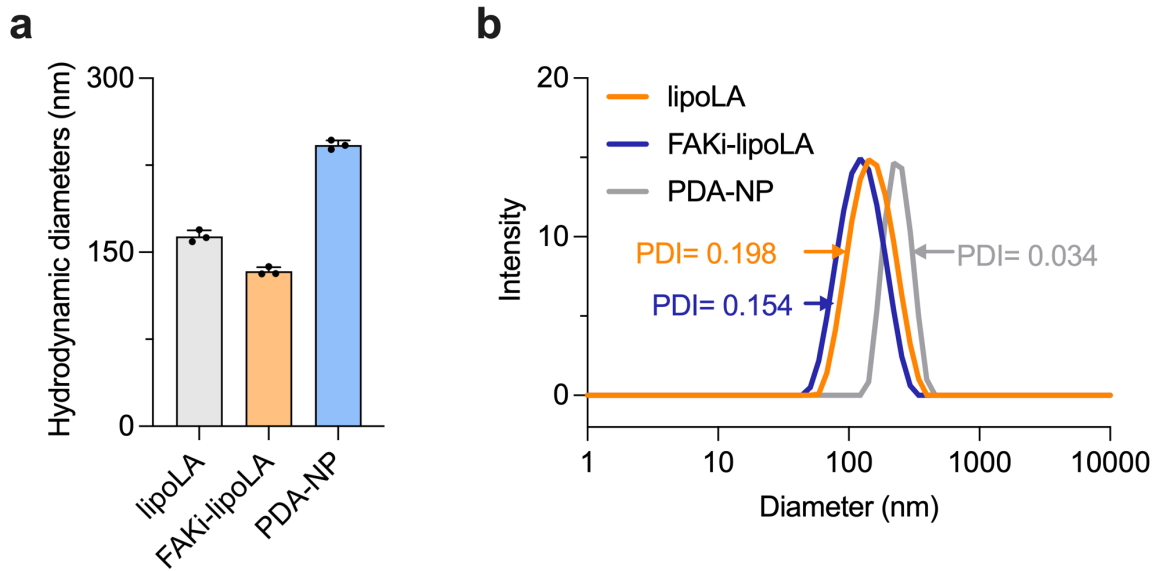 a
Hydrodynamic diameters (nm)
300
150
0
lipoLA
FAKi-lipoLA
PDA-NP
b
Intensity
20
10
0
lipoLA
FAKi-lipoLA
PDA-NP
PDI= 0.198
PDI= 0.034
PDI= 0.154
1 10 100 1000 10000
Diameter (nm)